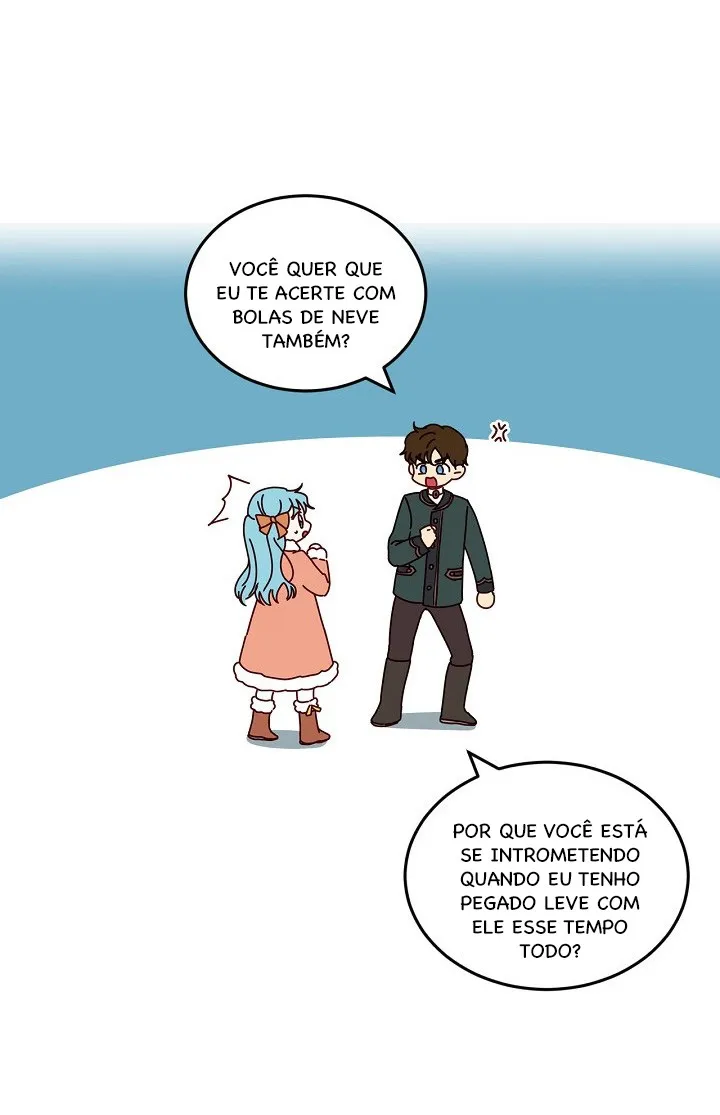 VOCÊ QUER QUE
EU TE ACERTE COM
BOLAS DE NEVE
TAMBÉM?
POR QUE VOCÊ ESTÁ
SE INTROMETENDO
QUANDO EU TENHO
PEGADO LEVE COM
ELE ESSE TEMPO
TODO?